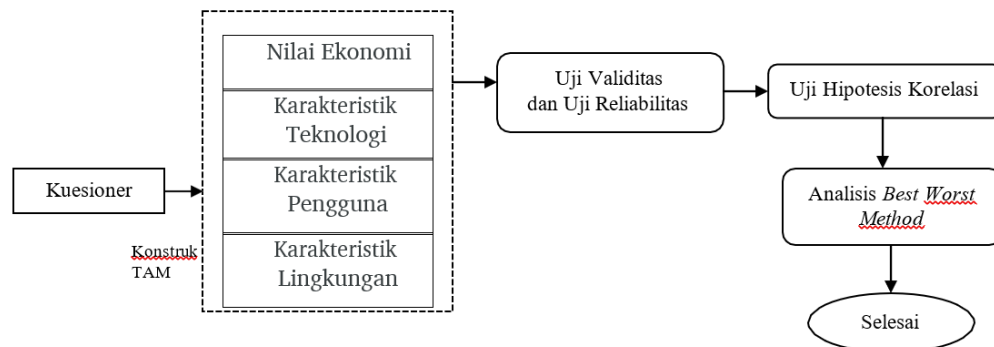 Kuesioner
Konstruk
TAM
Nilai Ekonomi
Karakteristik
Teknologi
Karakteristik
Pengguna
Karakteristik
Lingkungan
Uji Validitas
dan Uji Reliabilitas
Uji Hipotesis Korelasi
Analisis Best Worst
Method
Selesai